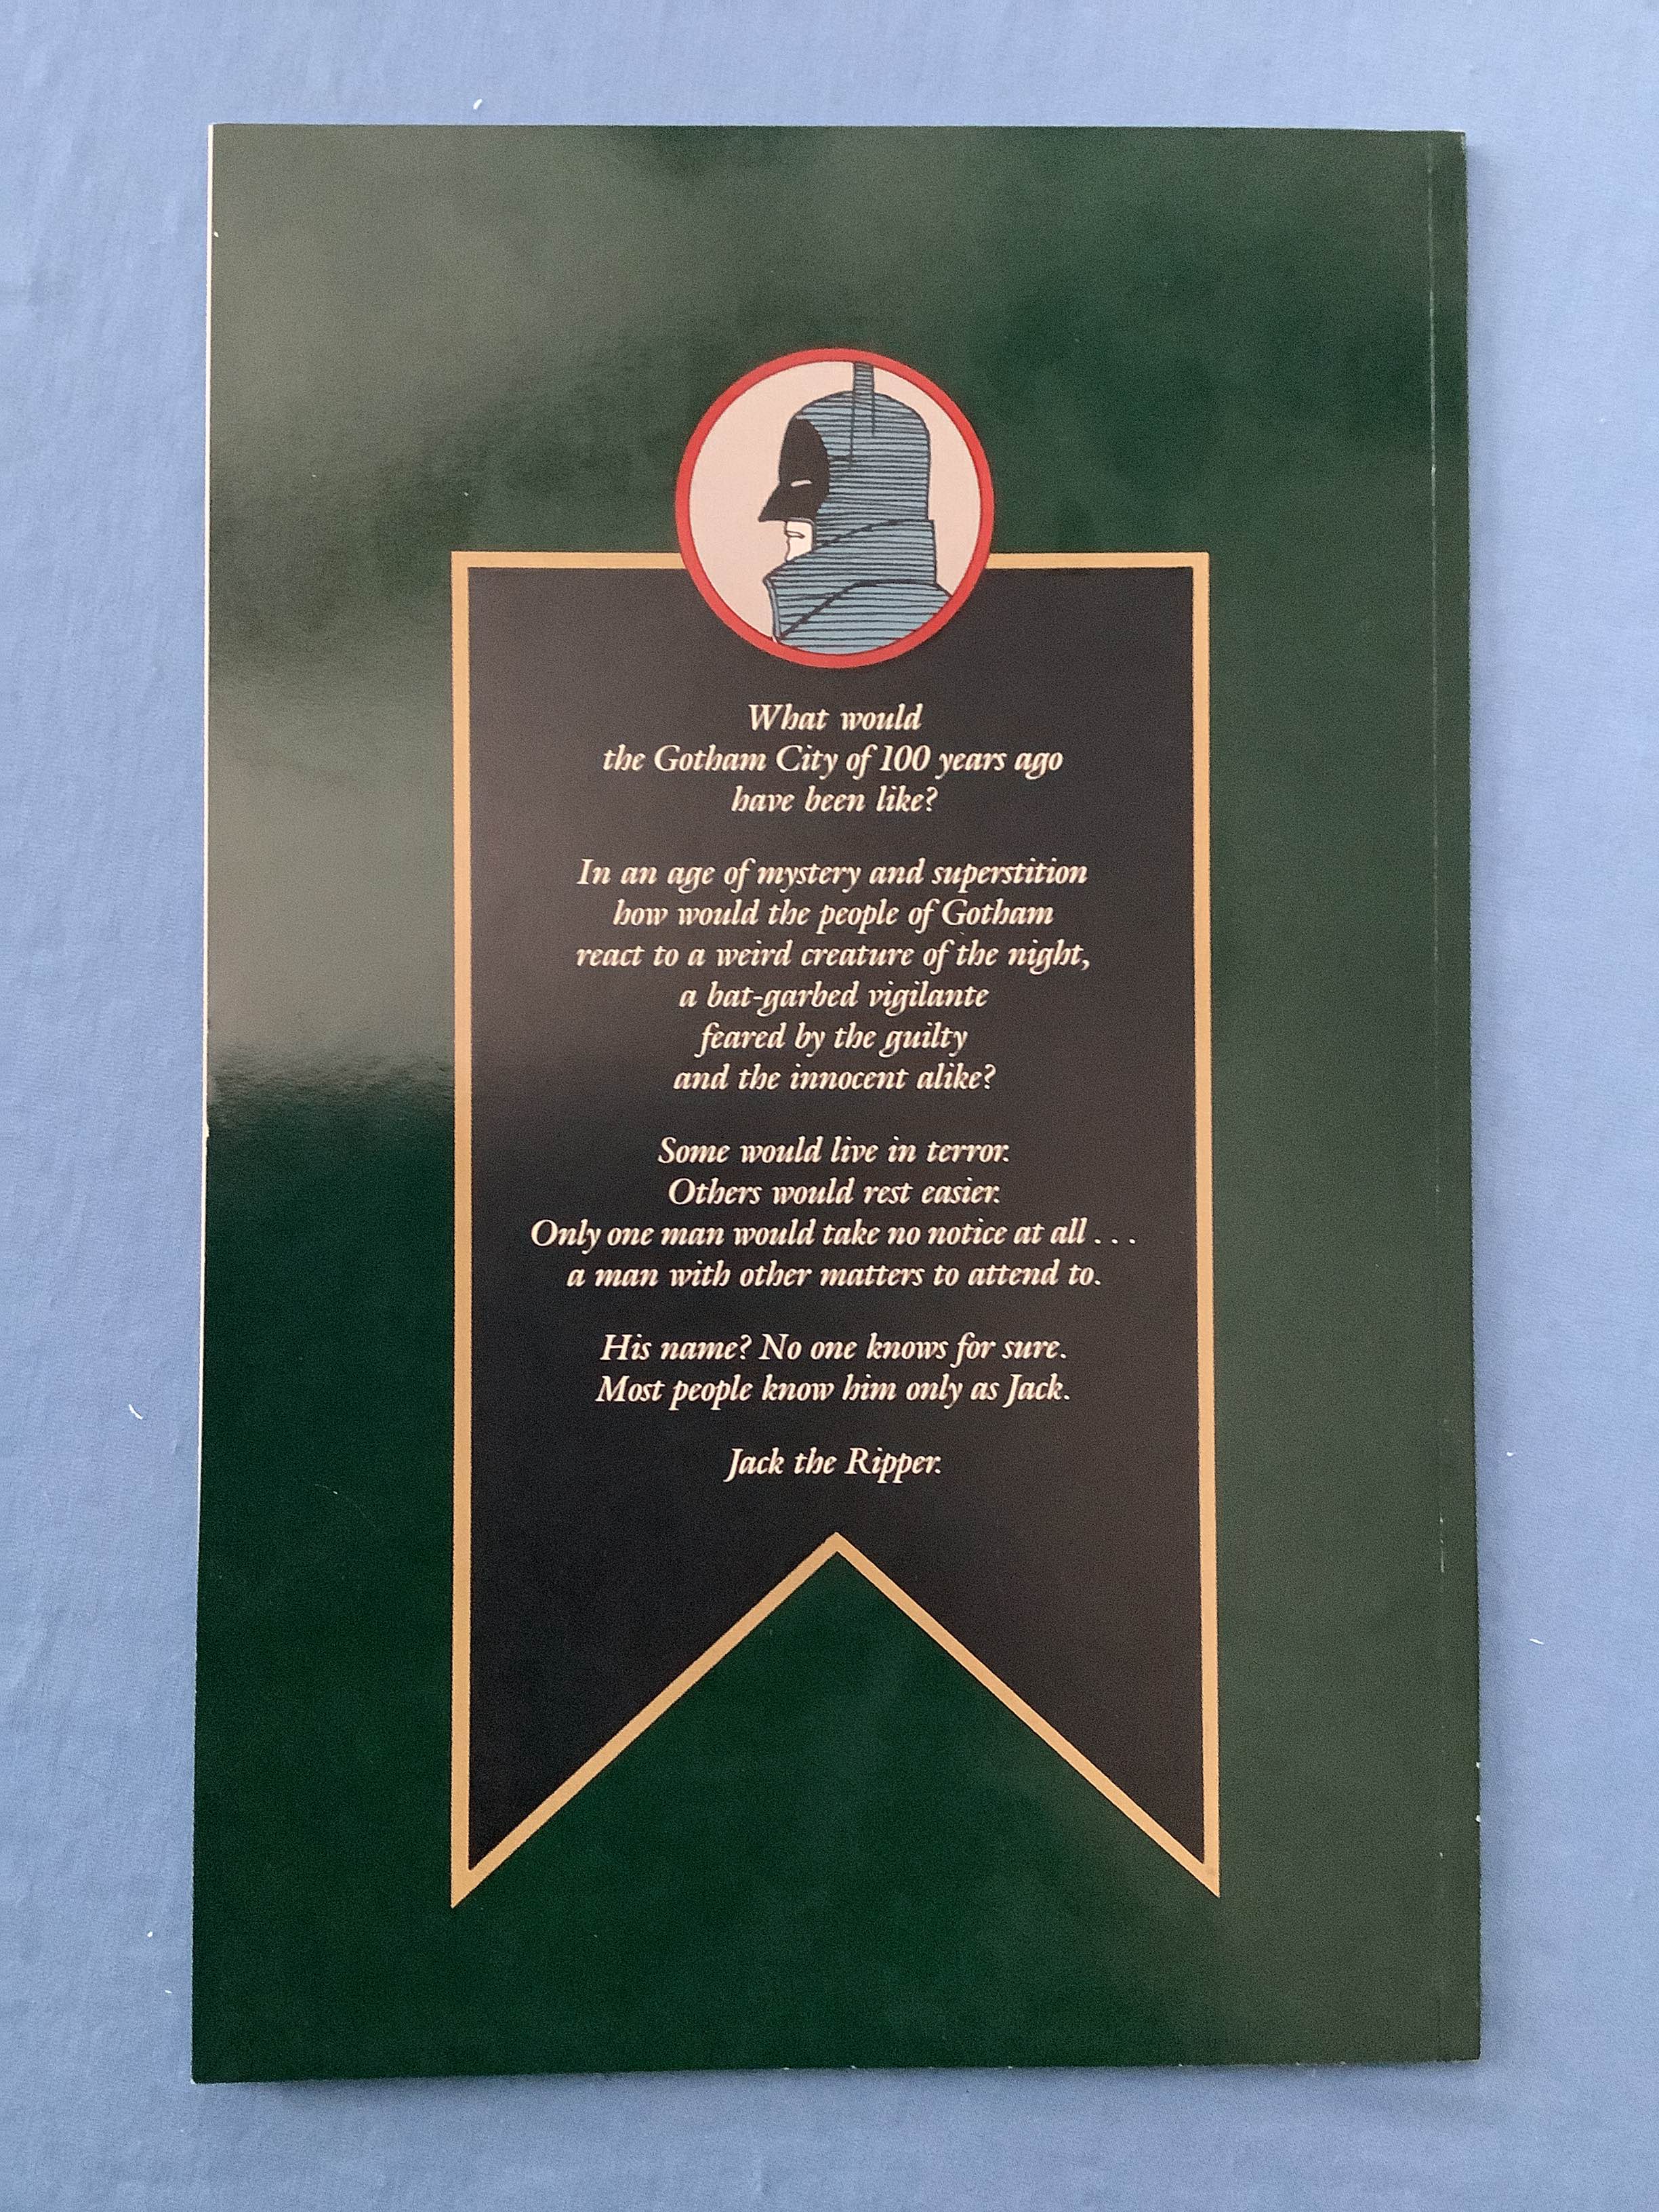 What would
the Gotham City of 100 years ago
have been like?
In an age of mystery and superstition
how would the people of Gotham
react to a weird creature of the night,
a bat-garbed vigilante
feared by the guilty
and the innocent alike?
Some would live in terror.
Others would rest easier.
Only one man would take no notice at all . . .
a man with other matters to attend to.
His name? No one knows for sure.
Most people know him only as Jack.
Jack the Ripper.